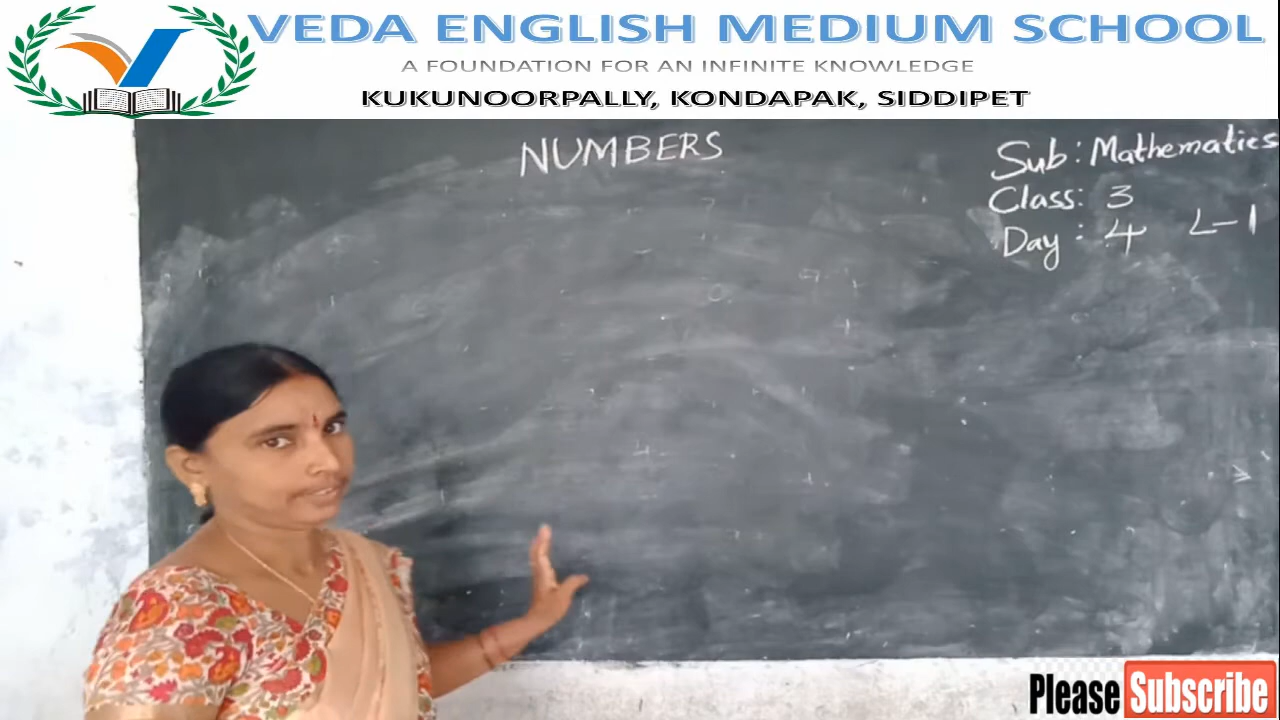 VEDA ENGLISH MEDIUM SCHOOL
A FOUNDATION FOR AN INFINITE KNOWLEDGE
KUKUNOORPALLY, KONDAPAK, SIDDIPET
NUMBERS
Sub: Mathematics
Class: 3
Day: 4 L-1
Please Subscribe